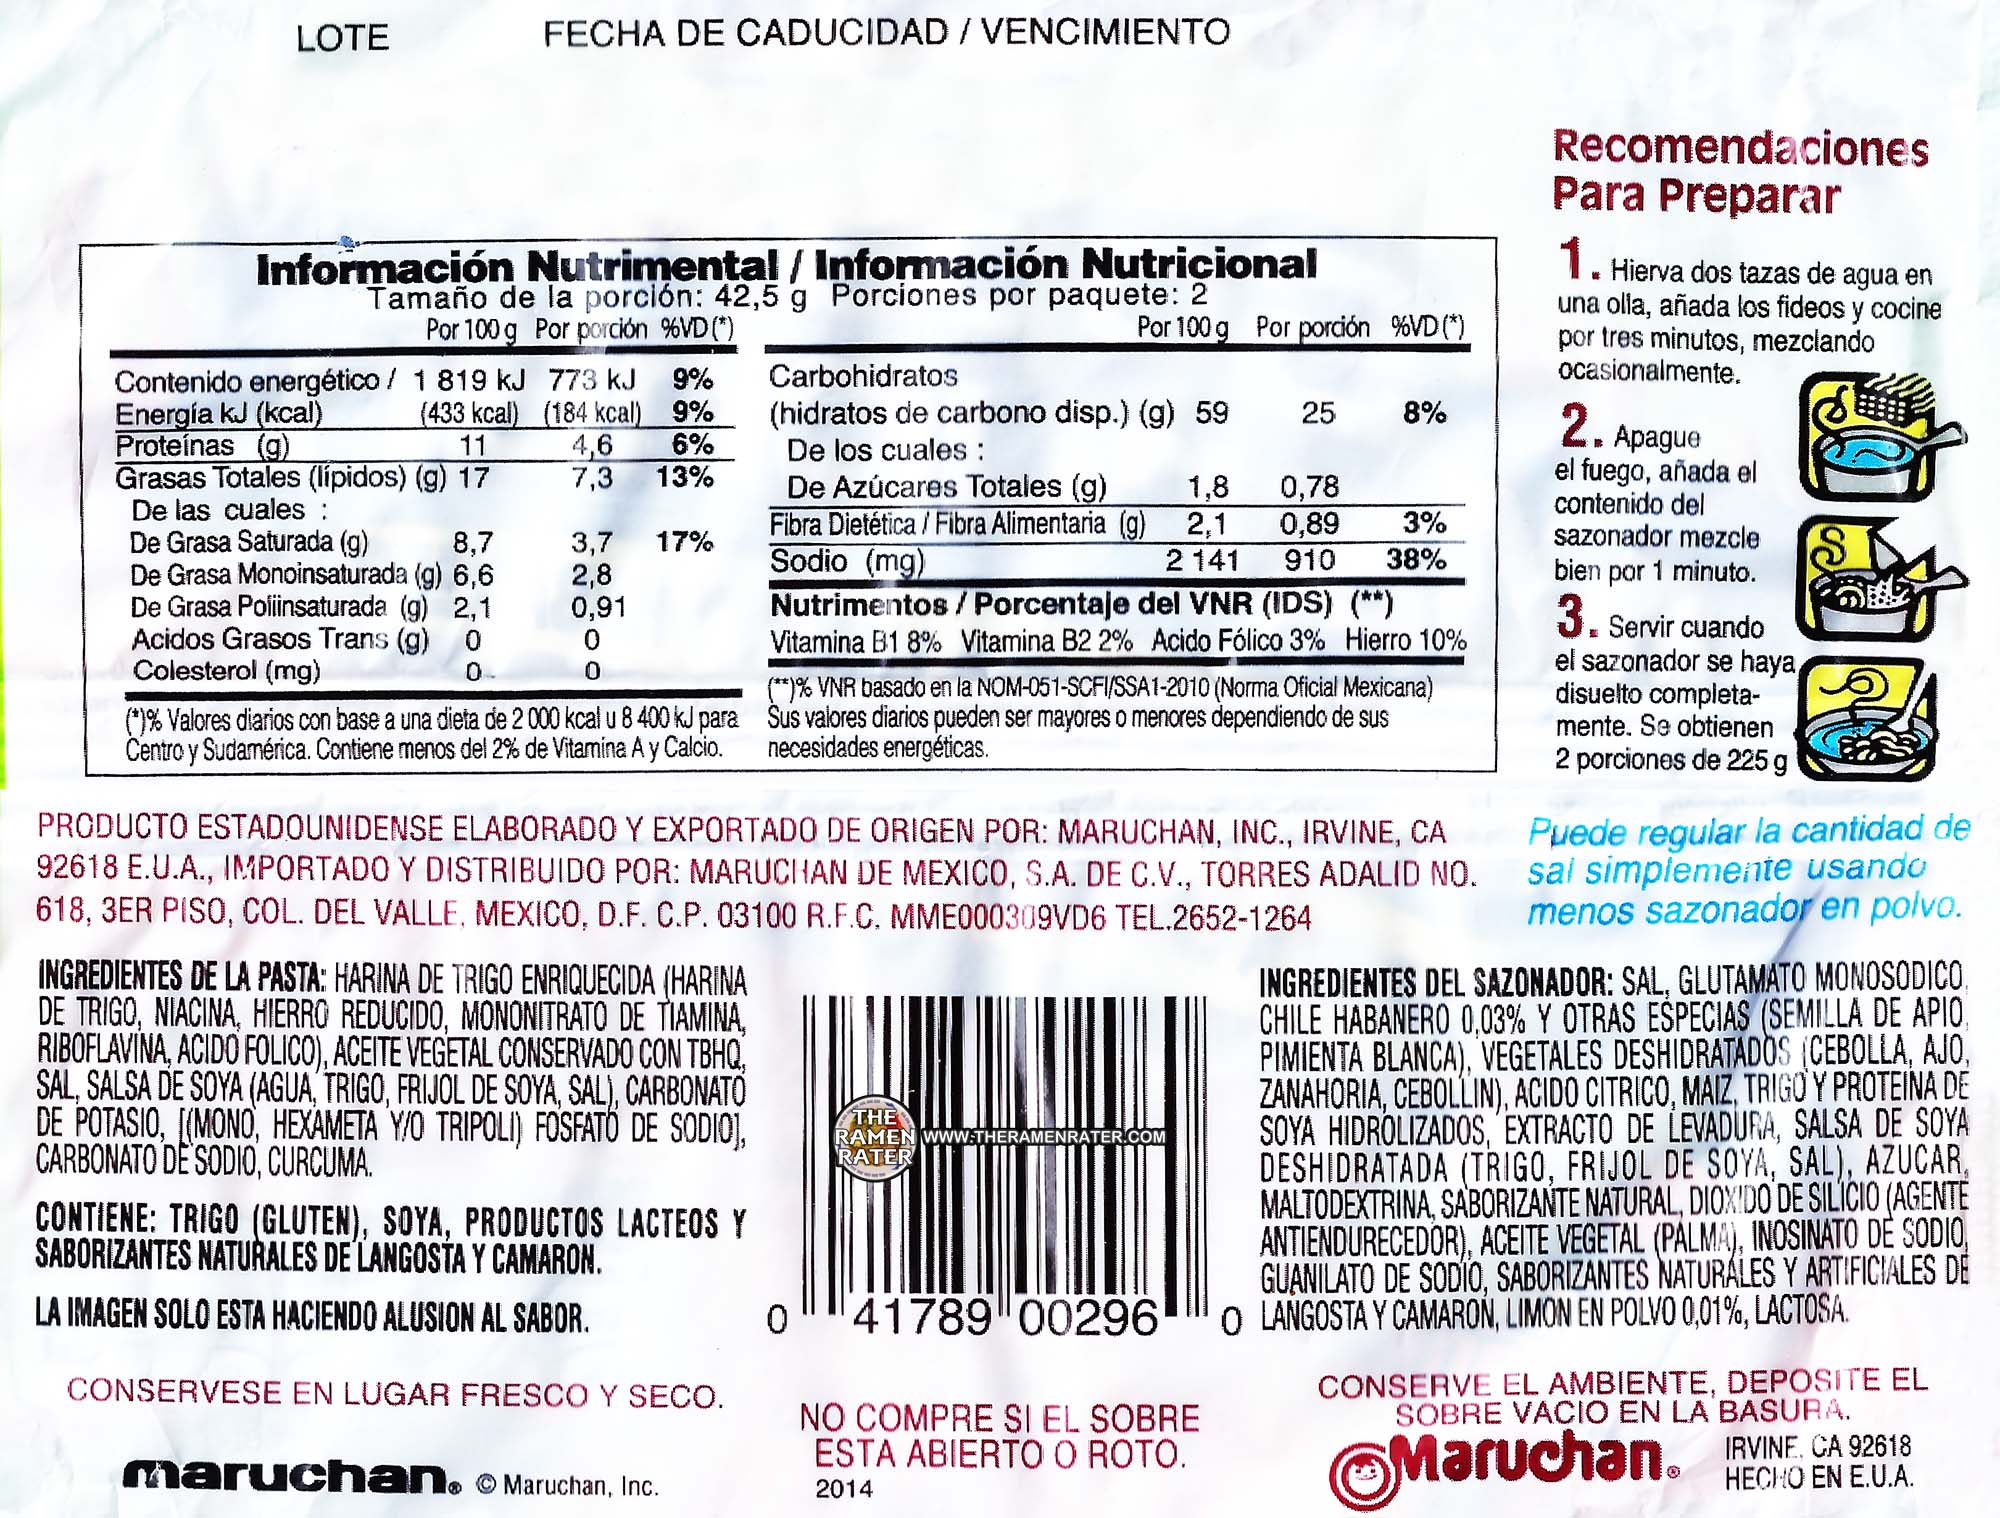 LOTE
FECHA DE CADUCIDAD / VENCIMIENTO
Información Nutrimental / Información Nutricional
Tamaño de la porción: 42,5 g Porciones por paquete: 2
Por 100 g Por porción %VD (*)
Contenido energético / 1 819 kJ 773 kJ 9%
Energía kJ (kcal) (433 kcal) (184 kcal) 9%
Proteínas (g) 11 4,6 6%
Grasas Totales (lípidos) (g) 17 7,3 13%
De las cuales :
De Grasa Saturada (g) 8,7 3,7 17%
De Grasa Monoinsaturada (g) 6,6 2,8
De Grasa Poliinsaturada (g) 2,1 0,91
Acidos Grasos Trans (g) 0 0
Colesterol (mg) 0 0
(*)% Valores diarios con base a una dieta de 2 000 kcal u 8 400 kJ para
Centro y Sudamérica. Contiene menos del 2% de Vitamina A y Calcio.
Por 100 g Por porción %VD (*)
Carbohidratos
(hidratos de carbono disp.) (g) 59 25 8%
De los cuales :
De Azúcares Totales (g) 1,8 0,78
Fibra Dietética / Fibra Alimentaria (g) 2,1 0,89 3%
Sodio (mg) 2 141 910 38%
Nutrimentos / Porcentaje del VNR (IDS) (**)
Vitamina B1 8% Vitamina B2 2% Acido Fólico 3% Hierro 10%
(**)% VNR basado en la NOM-051-SCFI/SSA1-2010 (Norma Oficial Mexicana)
Sus valores diarios pueden ser mayores o menores dependiendo de sus
necesidades energéticas.
Recomendaciones
Para Preparar
1. Hierva dos tazas de agua en
una olla, añada los fideos y cocine
por tres minutos, mezclando
ocasionalmente.
2. Apague
el fuego, añada el
contenido del
sazonador mezcle
bien por 1 minuto.
3. Servir cuando
el sazonador se haya
disuelto completa-
mente. Se obtienen
2 porciones de 225 g
Puede regular la cantidad de
sal simplemente usando
menos sazonador en polvo.
PRODUCTO ESTADOUNIDENSE ELABORADO Y EXPORTADO DE ORIGEN POR: MARUCHAN, INC., IRVINE, CA
92618 E.U.A., IMPORTADO Y DISTRIBUIDO POR: MARUCHAN DE MEXICO, S.A. DE C.V., TORRES ADALID NO.
618, 3ER PISO, COL. DEL VALLE, MEXICO, D.F. C.P. 03100 R.F.C. MME000309VD6 TEL.2652-1264
INGREDIENTES DE LA PASTA: HARINA DE TRIGO ENRIQUECIDA (HARINA
DE TRIGO, NIACINA, HIERRO REDUCIDO, MONONITRATO DE TIAMINA,
RIBOFLAVINA, ACIDO FOLICO), ACEITE VEGETAL CONSERVADO CON TBHQ,
SAL, SALSA DE SOYA (AGUA, TRIGO, FRIJOL DE SOYA, SAL), CARBONATO
DE POTASIO, [(MONO, HEXAMETA Y/O TRIPOLI) FOSFATO DE SODIO],
CARBONATO DE SODIO, CURCUMA.
CONTIENE: TRIGO (GLUTEN), SOYA, PRODUCTOS LACTEOS Y
SABORIZANTES NATURALES DE LANGOSTA Y CAMARON.
LA IMAGEN SOLO ESTA HACIENDO ALUSION AL SABOR.
CONSERVESE EN LUGAR FRESCO Y SECO.
maruchan® © Maruchan, Inc.
THE
RAMEN
RATER
WWW.THERAMENRATER.COM
0 41789 00296 0
NO COMPRE SI EL SOBRE
ESTA ABIERTO O ROTO.
2014
INGREDIENTES DEL SAZONADOR: SAL, GLUTAMATO MONOSODICO,
CHILE HABANERO 0,03% Y OTRAS ESPECIAS (SEMILLA DE APIO,
PIMIENTA BLANCA), VEGETALES DESHIDRATADOS (CEBOLLA, AJO,
ZANAHORIA, CEBOLLIN), ACIDO CITRICO, MAIZ, TRIGO Y PROTEINA DE
SOYA HIDROLIZADOS, EXTRACTO DE LEVADURA, SALSA DE SOYA
DESHIDRATADA (TRIGO, FRIJOL DE SOYA, SAL), AZUCAR,
MALTODEXTRINA, SABORIZANTE NATURAL, DIOXIDO DE SILICIO (AGENTE
ANTIENDURECEDOR), ACEITE VEGETAL (PALMA), INOSINATO DE SODIO,
GUANILATO DE SODIO, SABORIZANTES NATURALES Y ARTIFICIALES DE
LANGOSTA Y CAMARON, LIMON EN POLVO 0,01%, LACTOSA.
CONSERVE EL AMBIENTE, DEPOSITE EL
SOBRE VACIO EN LA BASURA.
Maruchan®
IRVINE, CA 92618
HECHO EN E.U.A.